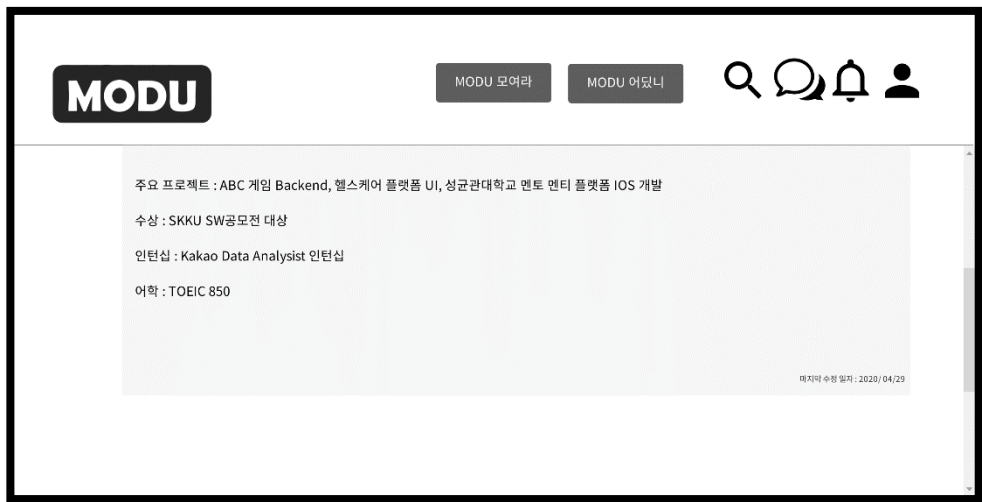 MODU
MODU 모여라
MODU 어딨니
주요 프로젝트 : ABC 게임 Backend, 헬스케어 플랫폼 UI, 성균관대학교 멘토 멘티 플랫폼 IOS 개발
수상 : SKKU SW공모전 대상
인턴십 : Kakao Data Analysist 인턴십
어학 : TOEIC 850
마지막 수정 일자 : 2020/ 04/29